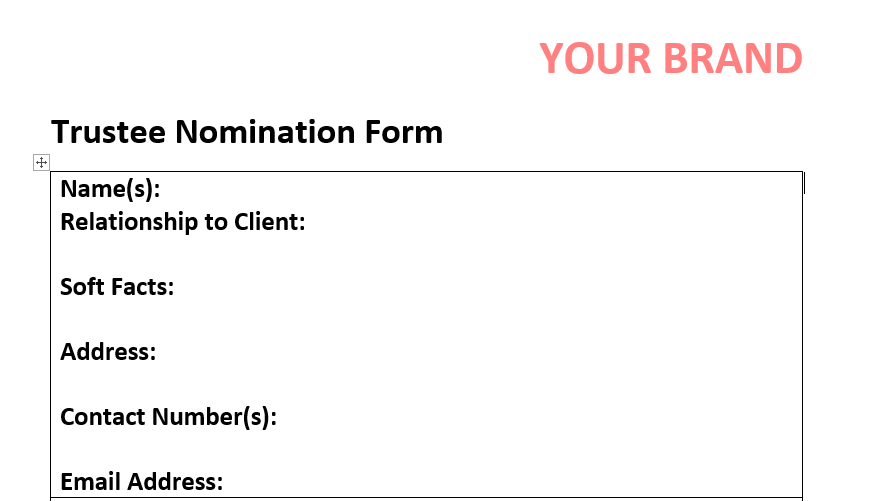 YOUR BRAND
Trustee Nomination Form
Name(s):
Relationship to Client:
Soft Facts:
Address:
Contact Number(s):
Email Address: